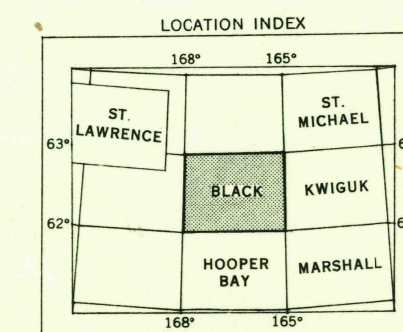 LOCATION INDEX
168° 165°
ST. LAWRENCE
ST. MICHAEL
63°
BLACK
KWIGUK
62°
HOOPER BAY
MARSHALL
168° 165°